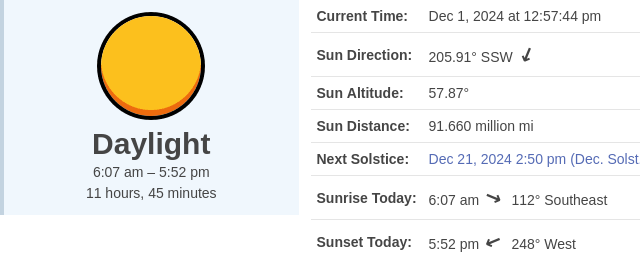 Daylight
6:07 am – 5:52 pm
11 hours, 45 minutes
Current Time: Dec 1, 2024 at 12:57:44 pm
Sun Direction: 205.91° SSW
Sun Altitude: 57.87°
Sun Distance: 91.660 million mi
Next Solstice: Dec 21, 2024 2:50 pm (Dec. Solst
Sunrise Today: 6:07 am 112° Southeast
Sunset Today: 5:52 pm 248° West